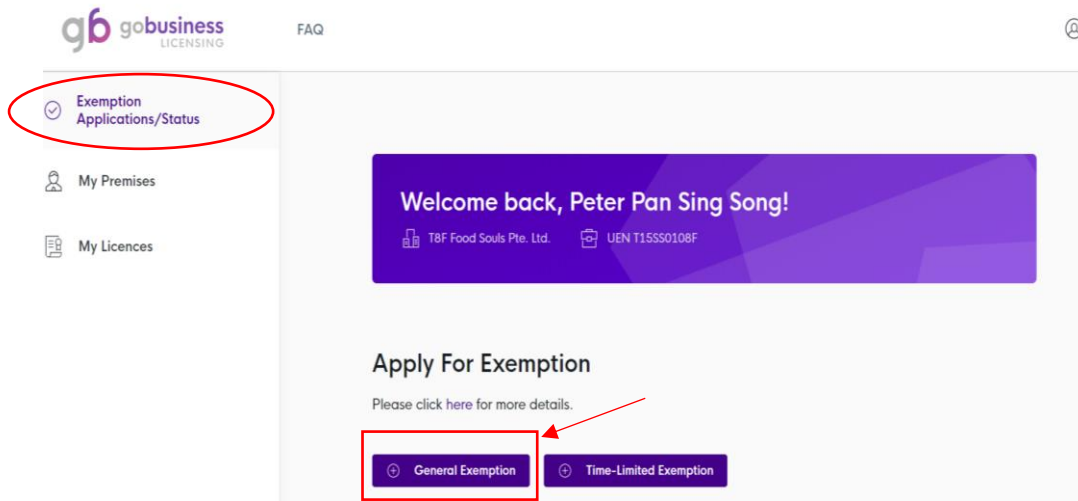 gb gobusiness
LICENSING
FAQ
Exemption
Applications/Status
My Premises
My Licences
Welcome back, Peter Pan Sing Song!
T8F Food Souls Pte. Ltd. UEN T15SS0108F
Apply For Exemption
Please click here for more details.
General Exemption Time-Limited Exemption